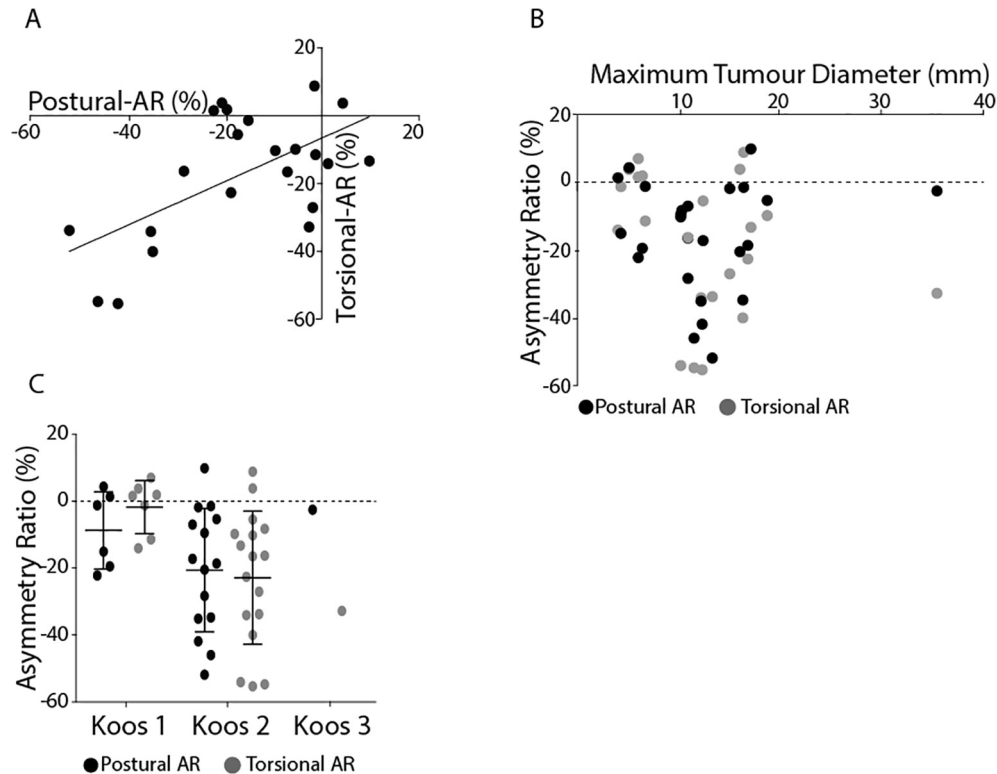 A
20
Postural-AR (%)
-60
-40
-20
20
-20
-40
-60
Torsional-AR (%)
B
Maximum Tumour Diameter (mm)
10
20
30
40
20
0
-20
-40
-60
Asymmetry Ratio (%)
Postural AR
Torsional AR
C
20
0
-20
-40
-60
Asymmetry Ratio (%)
Koos 1
Koos 2
Koos 3
Postural AR
Torsional AR